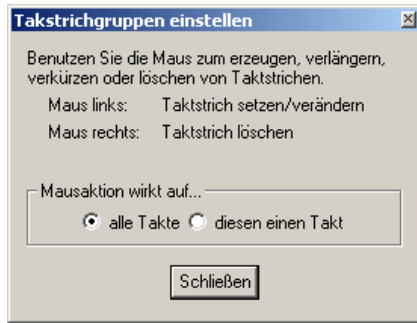 Takstrichgruppen einstellen
Benutzen Sie die Maus zum erzeugen, verlängern,
verkürzen oder löschen von Taktstrichen.
Maus links: Taktstrich setzen/verändern
Maus rechts: Taktstrich löschen
Mausaktion wirkt auf...
alle Takte diesen einen Takt
Schließen